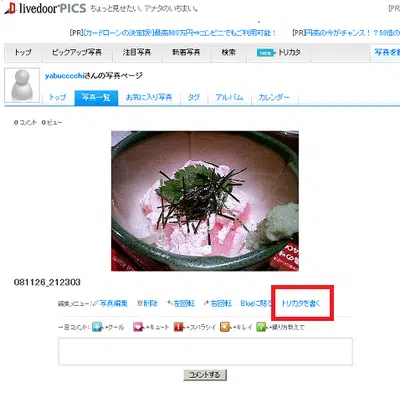 livedoor PICS ちょっと見せたい、アナタのいちまい。
[PR]
[PR][カードローンの決定版]最高500万円⇒コンビニでもご利用可能！ [PR]円高の今がチャンス！？50倍の
トップ ピックアップ写真 注目写真 新着写真 検索 NEW トリカタ 写真を
yabucccchiさんの写真ページ
トップ 写真一覧 お気に入り写真 タグ アルバム カレンダー
0 コメント 0 ビュー
081126_212303
編集メニュー： 写真編集 削除 左回転 右回転 Blogに貼る トリカタを書く
一言コメント： +クール +キュート +スバラシイ +キレイ +撮り方教えて
コメントする